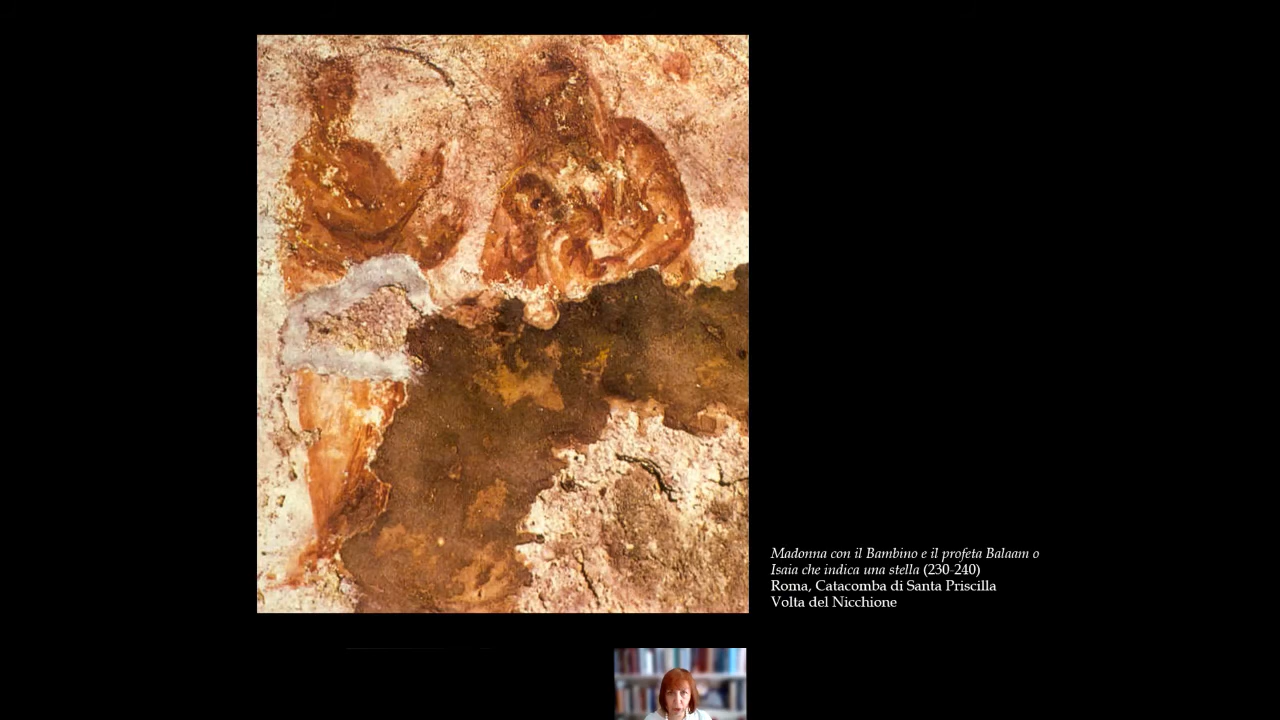 Madonna con il Bambino e il profeta Balaam o
Isaia che indica una stella (230-240)
Roma, Catacomba di Santa Priscilla
Volta del Nicchione